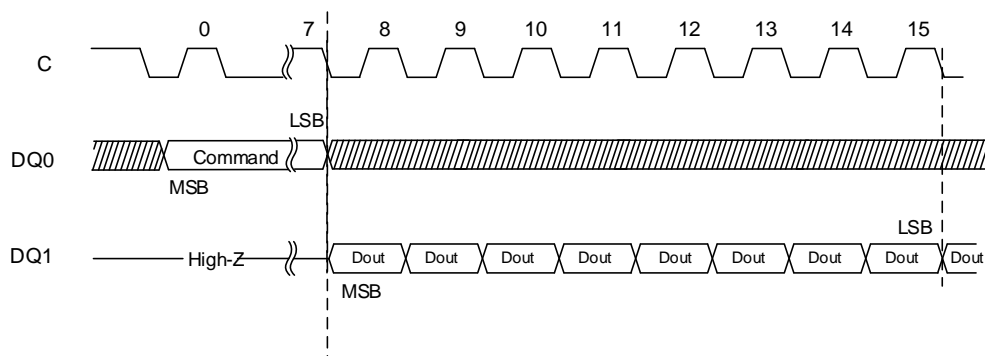 0 7 8 9 10 11 12 13 14 15
C
LSB
DQ0 Command
MSB
LSB
DQ1 High-Z Dout Dout Dout Dout Dout Dout Dout Dout Dout
MSB